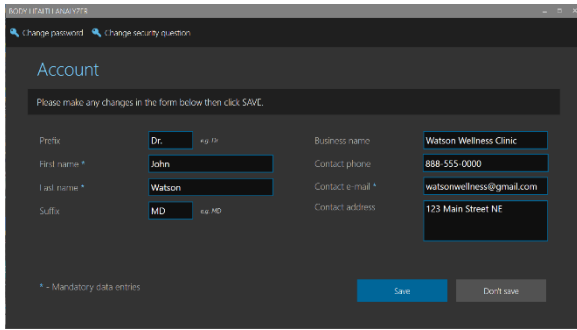 BODY HEALTH ANALYZER
Change password Change security question
Account
Please make any changes in the form below then click SAVE.
Prefix Dr. e.g. Dr. Business name Watson Wellness Clinic
First name * John Contact phone 888-555-0000
Last name * Watson Contact e-mail * watsonwellness@gmail.com
Suffix MD e.g. MD Contact address 123 Main Street NE
* - Mandatory data entries
Save Don't save